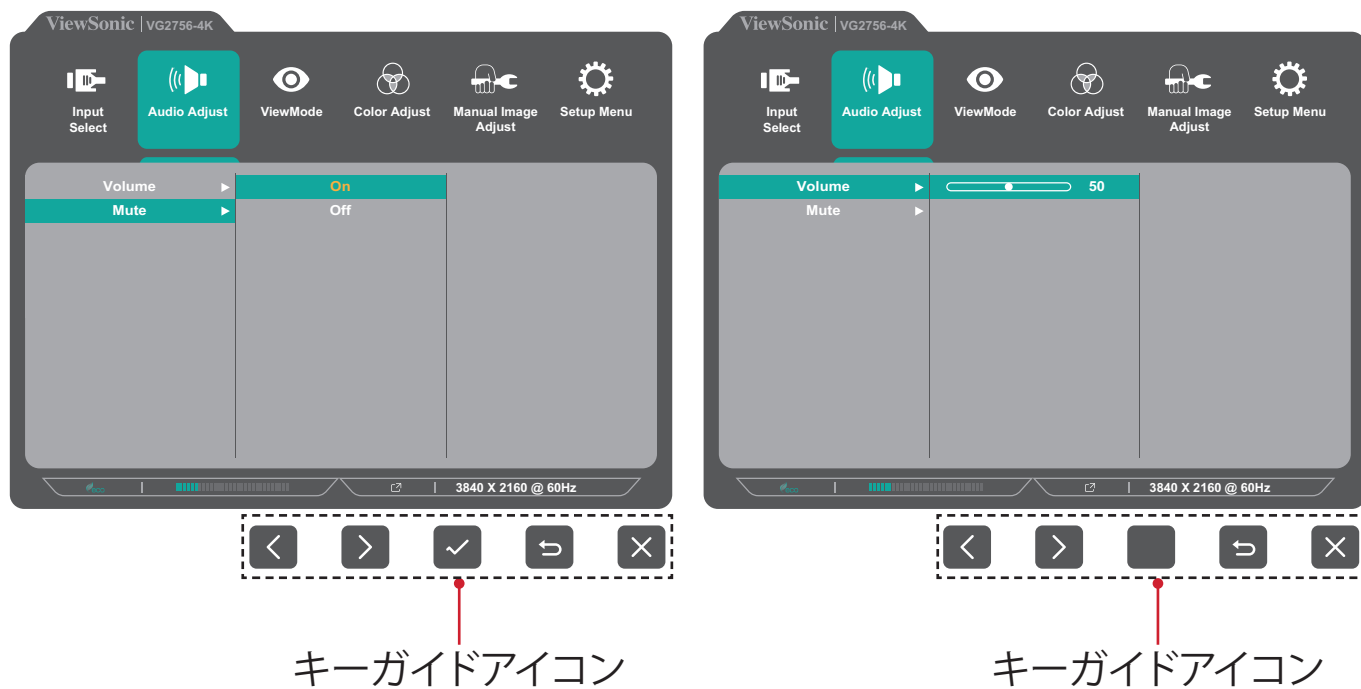 ViewSonic | VG2756-4K
Input Select
Audio Adjust
ViewMode
Color Adjust
Manual Image Adjust
Setup Menu
Volume
On
Mute
Off
eco
3840 X 2160 @ 60Hz
キーガイドアイコン
ViewSonic | VG2756-4K
Input Select
Audio Adjust
ViewMode
Color Adjust
Manual Image Adjust
Setup Menu
Volume
50
Mute
eco
3840 X 2160 @ 60Hz
キーガイドアイコン